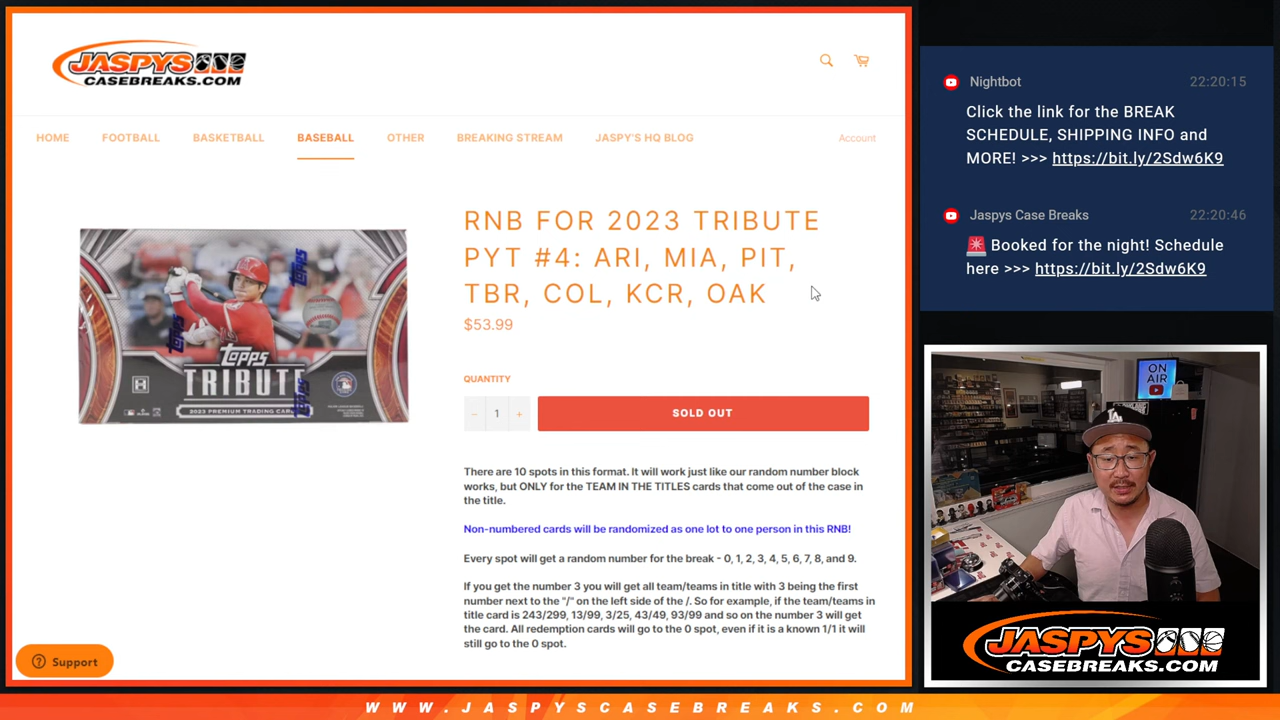 JASPYS
CASEBREAKS.COM
HOME FOOTBALL BASKETBALL BASEBALL OTHER BREAKING STREAM JASPY'S HQ BLOG Account
RNB FOR 2023 TRIBUTE
PYT #4: ARI, MIA, PIT,
TBR, COL, KCR, OAK
$53.99
QUANTITY
− 1 + SOLD OUT
There are 10 spots in this format. It will work just like our random number block
works, but ONLY for the TEAM IN THE TITLES cards that come out of the case in
the title.
Non-numbered cards will be randomized as one lot to one person in this RNB!
Every spot will get a random number for the break - 0, 1, 2, 3, 4, 5, 6, 7, 8, and 9.
If you get the number 3 you will get all team/teams in title with 3 being the first
number next to the "/" on the left side of the /. So for example, if the team/teams in
title card is 243/299, 13/99, 3/25, 43/49, 93/99 and so on the number 3 will get
the card. All redemption cards will go to the 0 spot, even if it is a known 1/1 it will
still go to the 0 spot.
topps
TRIBUTE
2023 PREMIUM TRADING CARDS
topps
topps
topps
Support
Nightbot 22:20:15
Click the link for the BREAK
SCHEDULE, SHIPPING INFO and
MORE! >>> https://bit.ly/2Sdw6K9
Jaspys Case Breaks 22:20:46
🚨 Booked for the night! Schedule
here >>> https://bit.ly/2Sdw6K9
ON
AIR
LA
JASPYS
CASEBREAKS.COM
WWW.JASPYSCASEBREAKS.COM